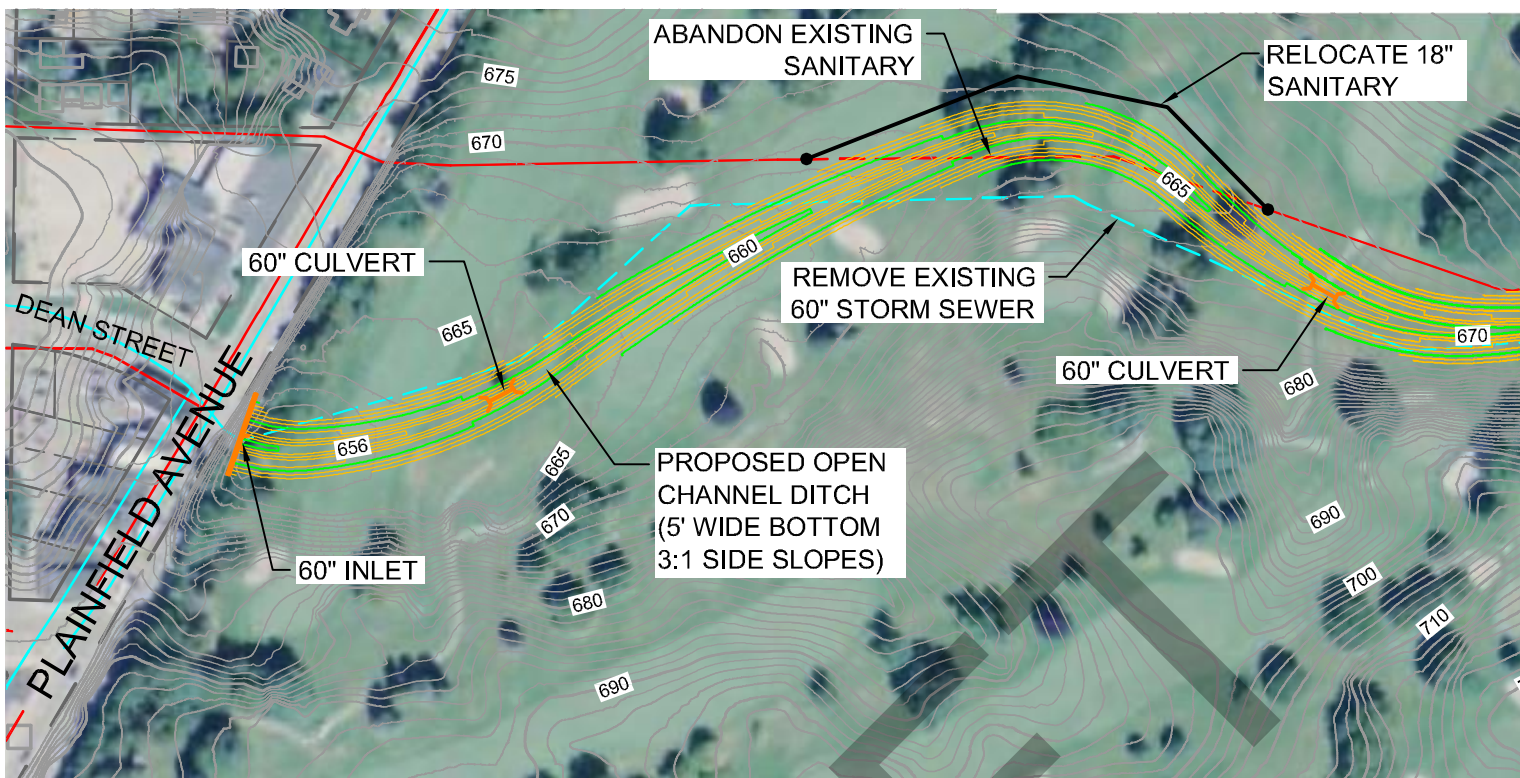 ABANDON EXISTING
SANITARY
RELOCATE 18"
SANITARY
675
670
665
660
60" CULVERT
665
REMOVE EXISTING
60" STORM SEWER
DEAN STREET
PLAINFIELD AVENUE
60" CULVERT
670
680
656
665
670
PROPOSED OPEN
CHANNEL DITCH
(5' WIDE BOTTOM
3:1 SIDE SLOPES)
60" INLET
680
690
690
700
710